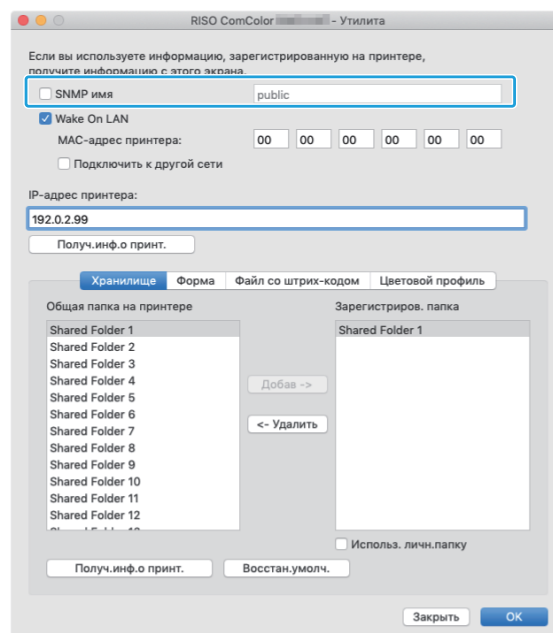 RISO ComColor - Утилита
Если вы используете информацию, зарегистрированную на принтере,
получите информацию с этого экрана.
SNMP имя public
Wake On LAN
MAC-адрес принтера: 00 00 00 00 00 00
Подключить к другой сети
IP-адрес принтера:
192.0.2.99
Получ.инф.о принт.
Хранилище Форма Файл со штрих-кодом Цветовой профиль
Общая папка на принтере Зарегистриров. папка
Shared Folder 1 Shared Folder 1
Shared Folder 2
Shared Folder 3
Shared Folder 4 Добав ->
Shared Folder 5
Shared Folder 6 <- Удалить
Shared Folder 7
Shared Folder 8
Shared Folder 9
Shared Folder 10
Shared Folder 11
Shared Folder 12
Использ. личн.папку
Получ.инф.о принт. Восстан.умолч.
Закрыть OK